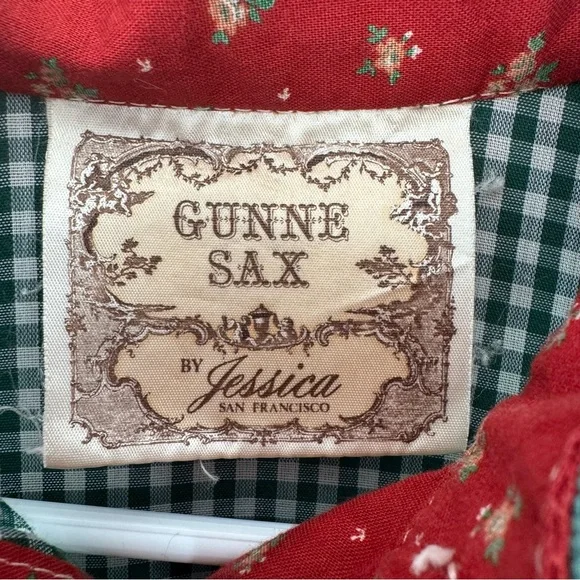 GUNNE
SAX
BY Jessica
SAN FRANCISCO